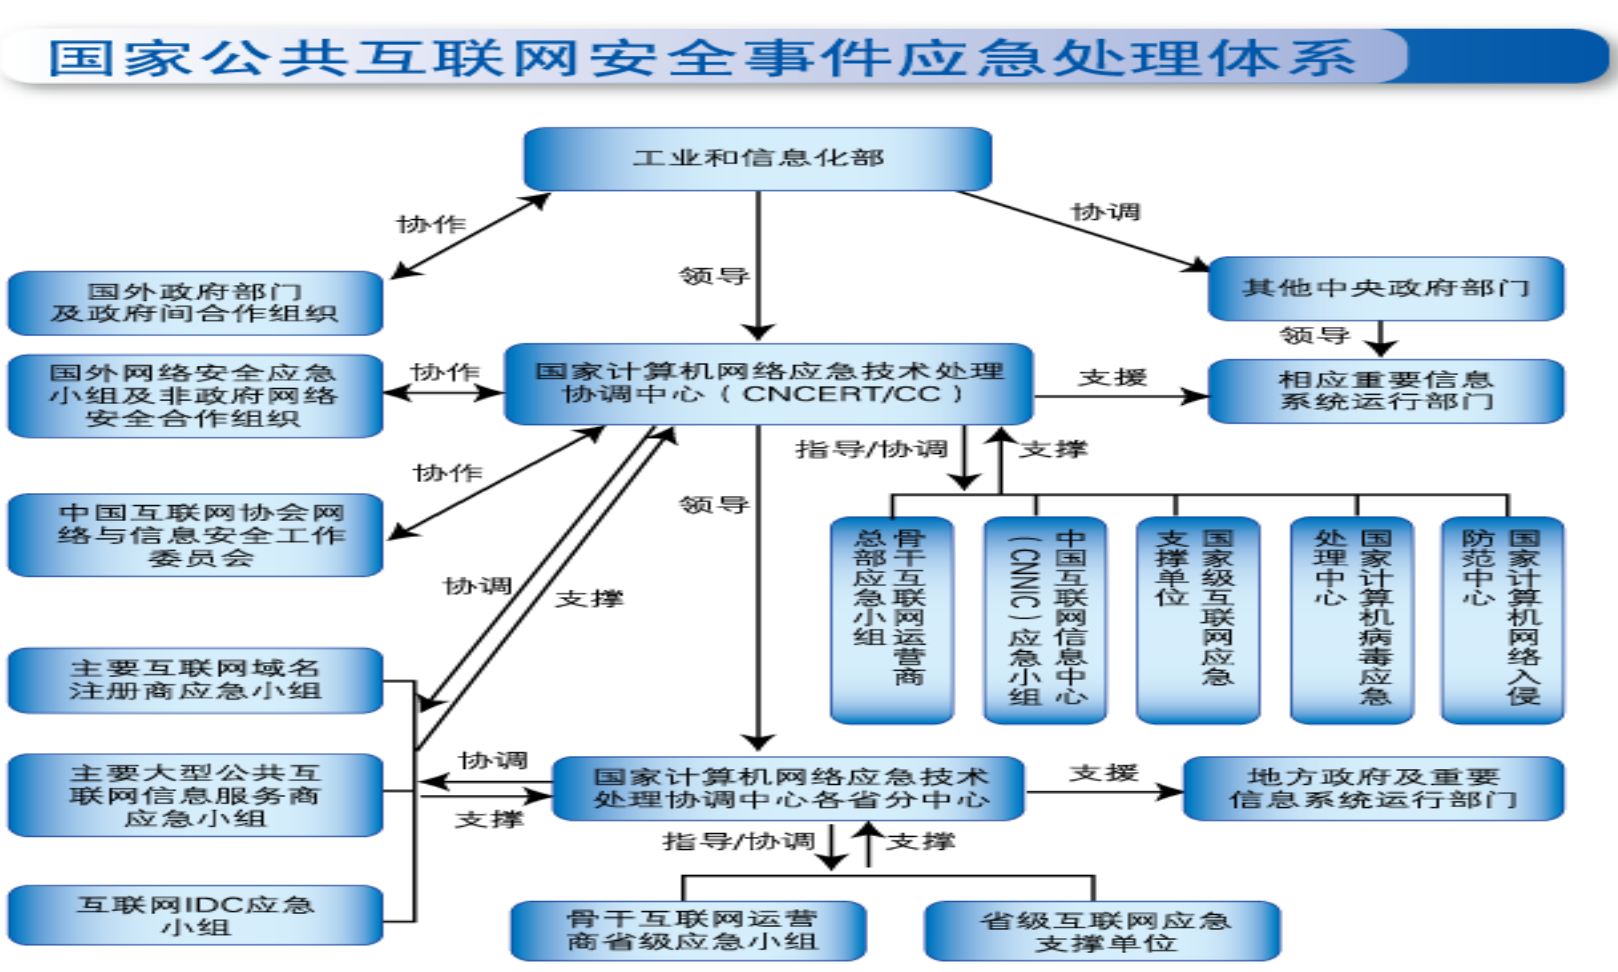 国家公共互联网安全事件应急处理体系
工业和信息化部
协作
协调
领导
国外政府部门
及政府间合作组织
其他中央政府部门
领导
国外网络安全应急
小组及非政府网络
安全合作组织
协作
国家计算机网络应急技术处理
协调中心（CNCERT/CC）
支援
相应重要信息
系统运行部门
协作
指导/协调
支撑
领导
中国互联网协会网
络与信息安全工作
委员会
骨干互联网运营商
总部应急小组
中国互联网信息中心
（CNNIC）应急小组
国家级互联网应急
支撑单位
国家计算机病毒应急
处理中心
国家计算机网络入侵
防范中心
协调
支撑
主要互联网域名
注册商应急小组
主要大型公共互
联网信息服务商
应急小组
协调
支撑
国家计算机网络应急技术
处理协调中心各省分中心
支援
地方政府及重要
信息系统运行部门
指导/协调
支撑
互联网IDC应急
小组
骨干互联网运营
商省级应急小组
省级互联网应急
支撑单位